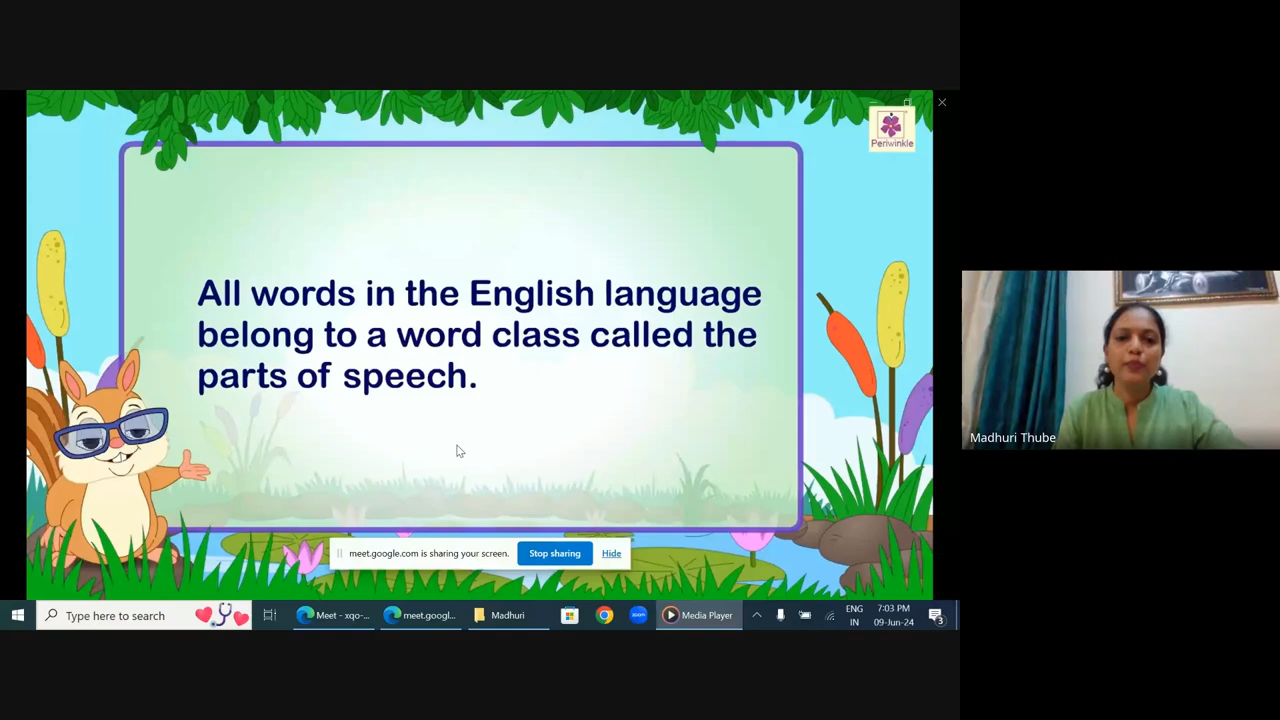 Periwinkle
All words in the English language
belong to a word class called the
parts of speech.
Madhuri Thube
meet.google.com is sharing your screen.
Stop sharing
Hide
Type here to search
Meet - xqo-...
meet.googl...
Madhuri
zoom
Media Player
ENG
IN
7:03 PM
09-Jun-24
3